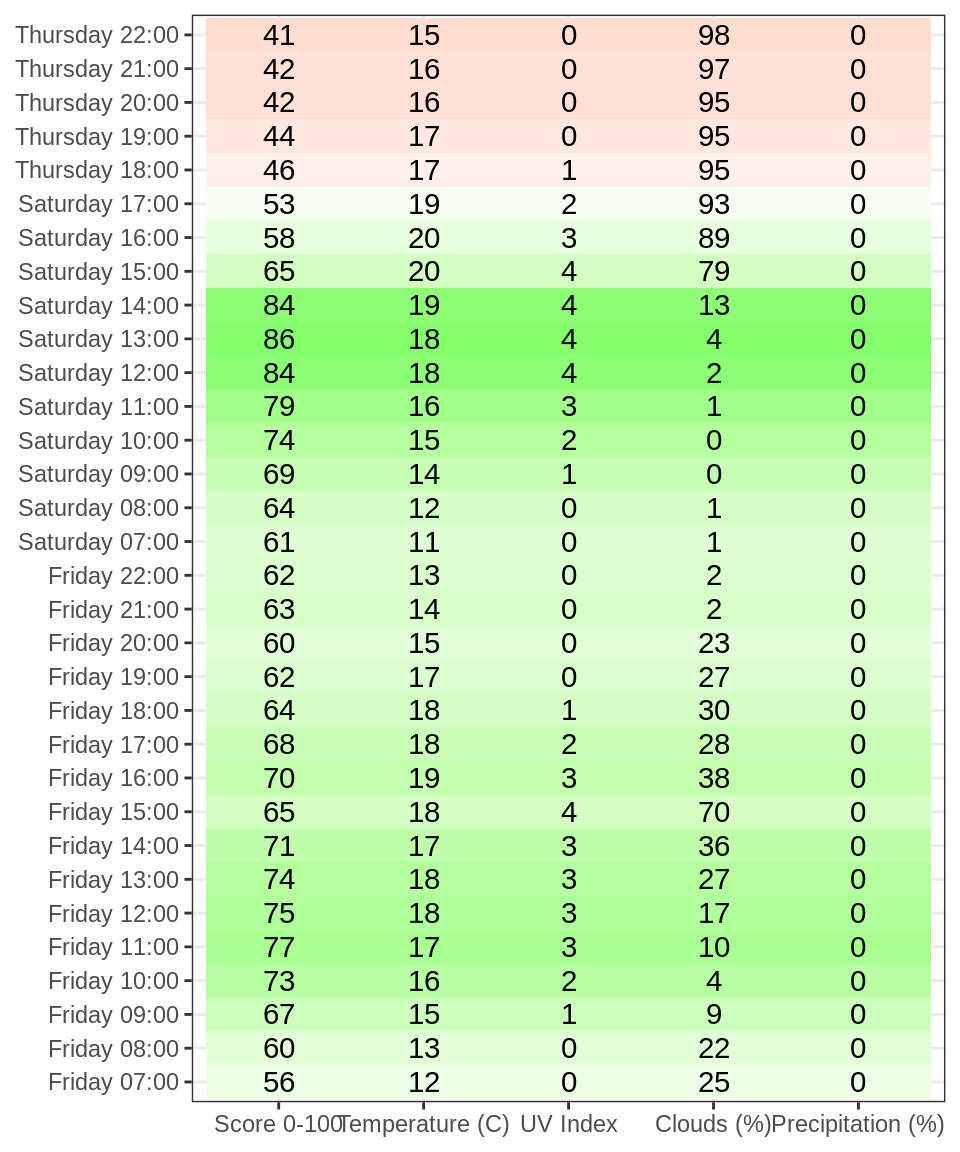 Thursday 22:00 41 15 0 98 0
Thursday 21:00 42 16 0 97 0
Thursday 20:00 42 16 0 95 0
Thursday 19:00 44 17 0 95 0
Thursday 18:00 46 17 1 95 0
Saturday 17:00 53 19 2 93 0
Saturday 16:00 58 20 3 89 0
Saturday 15:00 65 20 4 79 0
Saturday 14:00 84 19 4 13 0
Saturday 13:00 86 18 4 4 0
Saturday 12:00 84 18 4 2 0
Saturday 11:00 79 16 3 1 0
Saturday 10:00 74 15 2 0 0
Saturday 09:00 69 14 1 0 0
Saturday 08:00 64 12 0 1 0
Saturday 07:00 61 11 0 1 0
Friday 22:00 62 13 0 2 0
Friday 21:00 63 14 0 2 0
Friday 20:00 60 15 0 23 0
Friday 19:00 62 17 0 27 0
Friday 18:00 64 18 1 30 0
Friday 17:00 68 18 2 28 0
Friday 16:00 70 19 3 38 0
Friday 15:00 65 18 4 70 0
Friday 14:00 71 17 3 36 0
Friday 13:00 74 18 3 27 0
Friday 12:00 75 18 3 17 0
Friday 11:00 77 17 3 10 0
Friday 10:00 73 16 2 4 0
Friday 09:00 67 15 1 9 0
Friday 08:00 60 13 0 22 0
Friday 07:00 56 12 0 25 0
Score 0-100 Temperature (C) UV Index Clouds (%) Precipitation (%)